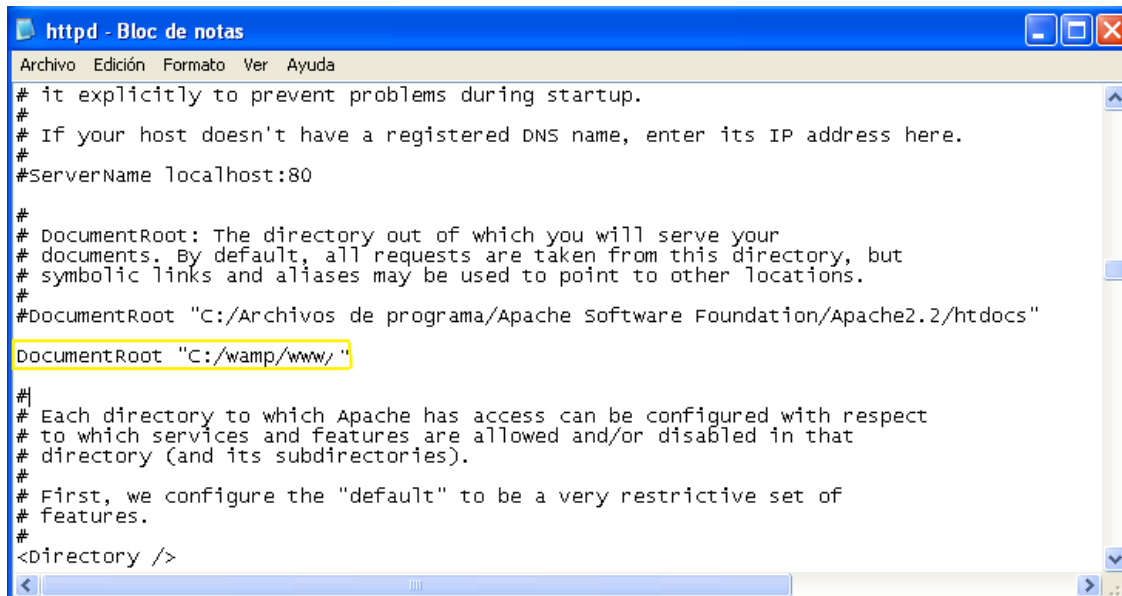 httpd - Bloc de notas
Archivo Edición Formato Ver Ayuda
# it explicitly to prevent problems during startup.
#
# If your host doesn't have a registered DNS name, enter its IP address here.
#
#ServerName localhost:80
#
# DocumentRoot: The directory out of which you will serve your
# documents. By default, all requests are taken from this directory, but
# symbolic links and aliases may be used to point to other locations.
#
#DocumentRoot "C:/Archivos de programa/Apache Software Foundation/Apache2.2/htdocs"
DocumentRoot "C:/wamp/www/ "
#
# Each directory to which Apache has access can be configured with respect
# to which services and features are allowed and/or disabled in that
# directory (and its subdirectories).
#
# First, we configure the "default" to be a very restrictive set of
# features.
#
<Directory />